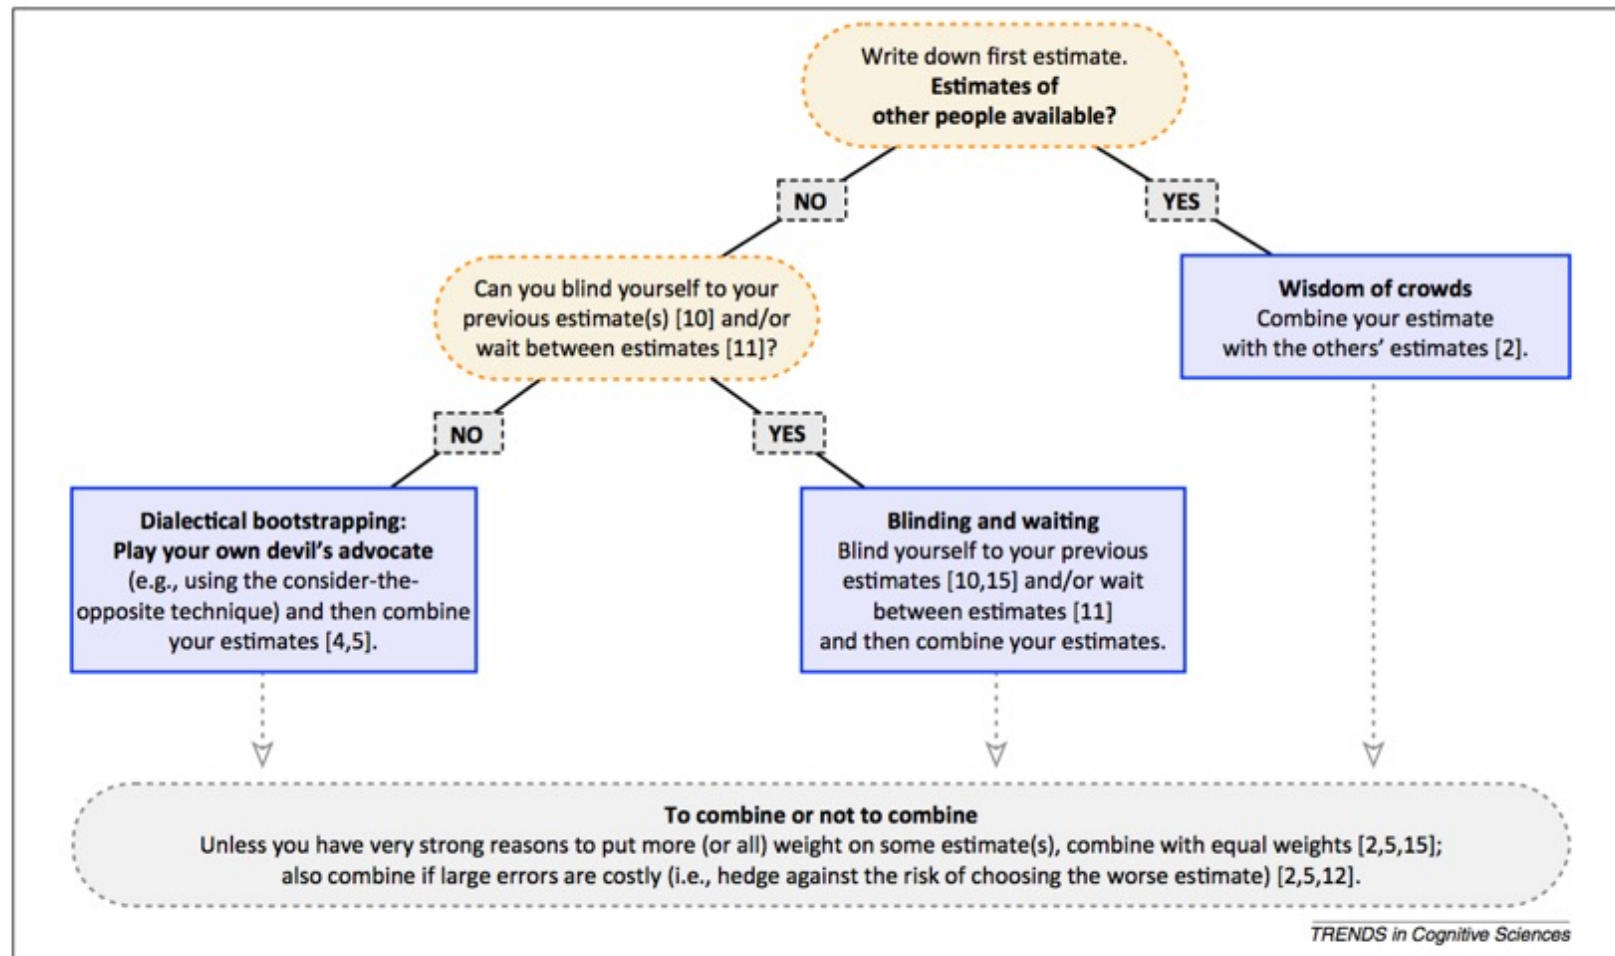 Write down first estimate.
Estimates of
other people available?
NO
YES
Can you blind yourself to your
previous estimate(s) [10] and/or
wait between estimates [11]?
Wisdom of crowds
Combine your estimate
with the others’ estimates [2].
NO
YES
Dialectical bootstrapping:
Play your own devil’s advocate
(e.g., using the consider-the-
opposite technique) and then combine
your estimates [4,5].
Blinding and waiting
Blind yourself to your previous
estimates [10,15] and/or wait
between estimates [11]
and then combine your estimates.
To combine or not to combine
Unless you have very strong reasons to put more (or all) weight on some estimate(s), combine with equal weights [2,5,15];
also combine if large errors are costly (i.e., hedge against the risk of choosing the worse estimate) [2,5,12].
TRENDS in Cognitive Sciences